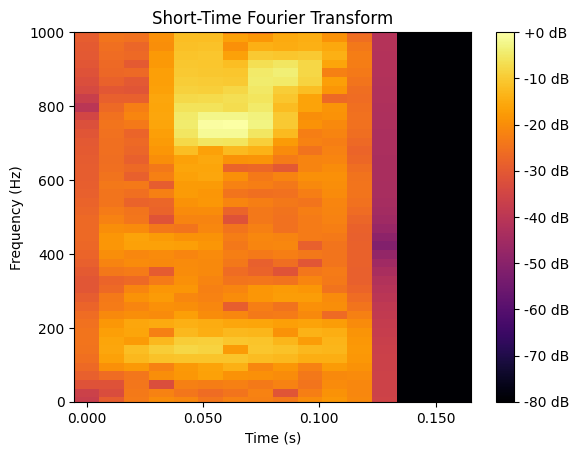 Short-Time Fourier Transform
Frequency (Hz)
1000
800
600
400
200
0
0.000
0.050
0.100
0.150
Time (s)
+0 dB
-10 dB
-20 dB
-30 dB
-40 dB
-50 dB
-60 dB
-70 dB
-80 dB